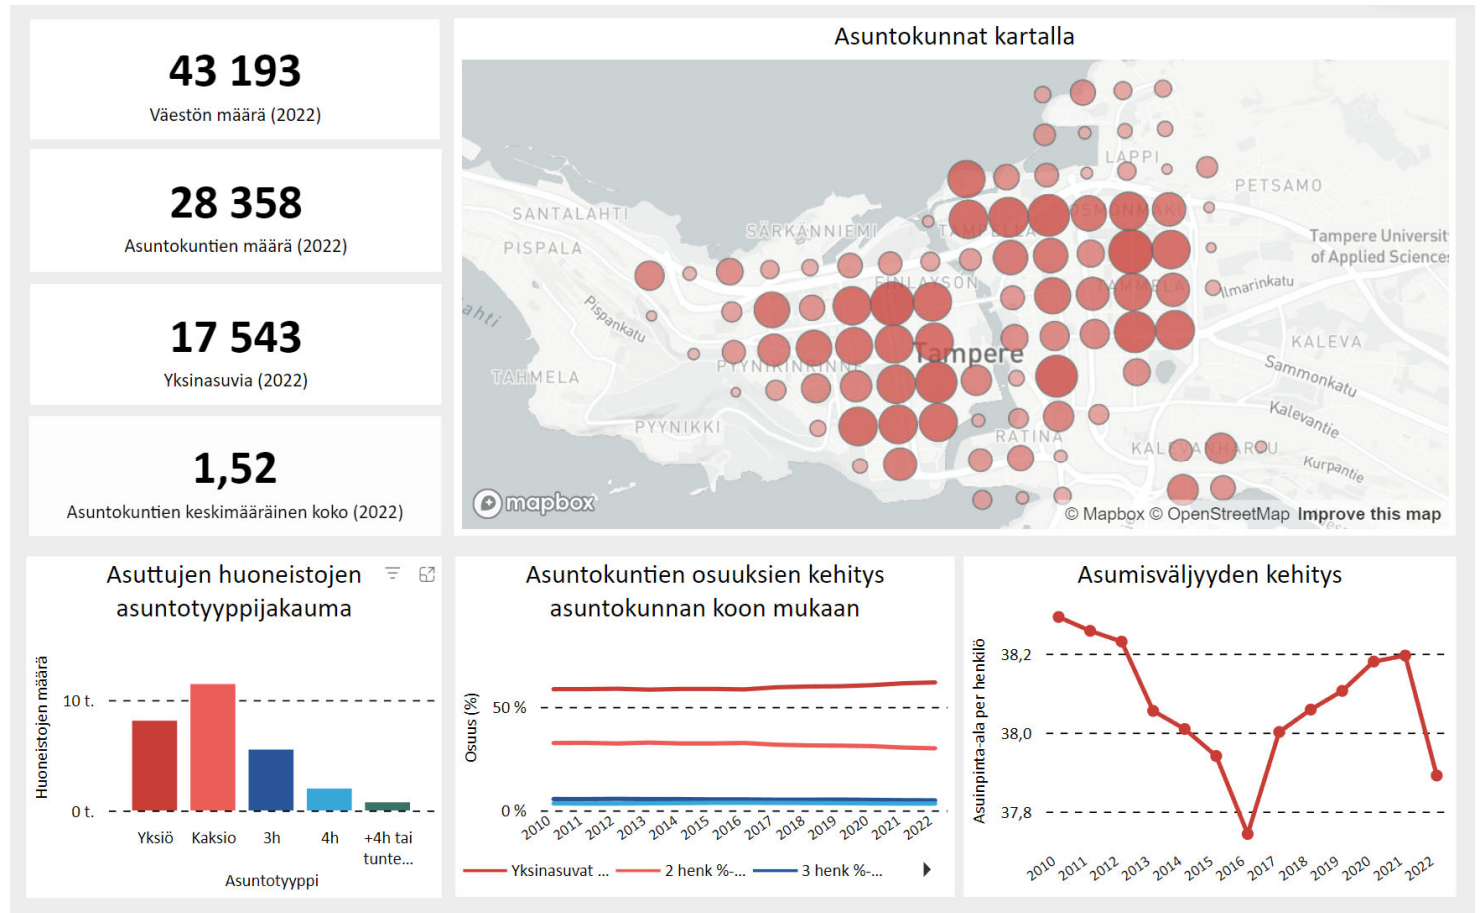 43 193
Väestön määrä (2022)
28 358
Asuntokuntien määrä (2022)
17 543
Yksinasuvia (2022)
1,52
Asuntokuntien keskimääräinen koko (2022)
Asuntokunnat kartalla
LAPPI
PETSAMO
SANTALAHTI
SÄRKÄNNIEMI
PISPALA
Tampere Universit
of Applied Sciences
FINLAYSON
TAMMELA
Ilmarinkatu
Pispankatu
KALEVA
Tampere
PYYNIKINRINNE
TAHMELA
Sammonkatu
Kalevantie
PYYNIKKI
RATINA
KALEVANHARJU
Kurpantie
mapbox
© Mapbox © OpenStreetMap Improve this map
Asuttujen huoneistojen
asuntotyyppijakauma
Huoneistojen määrä
10 t.
0 t.
Yksiö Kaksio 3h 4h +4h tai
tunte...
Asuntotyyppi
Asuntokuntien osuuksien kehitys
asuntokunnan koon mukaan
Osuus (%)
50 %
0 %
2010 2011 2012 2013 2014 2015 2016 2017 2018 2019 2020 2021 2022
Yksinasuvat ... 2 henk %-... 3 henk %-...
Asumisväljyyden kehitys
Asuinpinta-ala per henkilö
38,2
38,0
37,8
2010 2011 2012 2013 2014 2015 2016 2017 2018 2019 2020 2021 2022